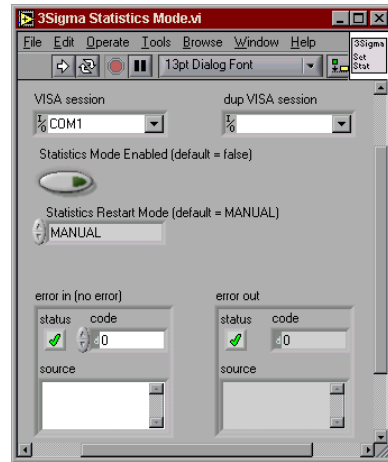 3Sigma Statistics Mode.vi
File Edit Operate Tools Browse Window Help
3Sigma
Set
Stat
13pt Dialog Font
VISA session dup VISA session
I/O COM1 I/O
Statistics Mode Enabled (default = false)
Statistics Restart Mode (default = MANUAL)
MANUAL
error in (no error) error out
status code status code
d 0 d 0
source source